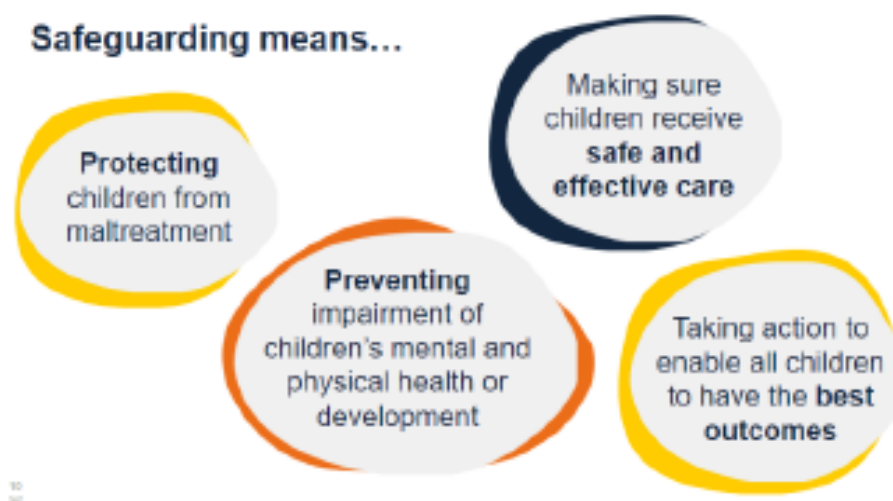 Safeguarding means…
Protecting
children from
maltreatment
Preventing
impairment of
children's mental and
physical health or
development
Making sure
children receive
safe and
effective care
Taking action to
enable all children
to have the best
outcomes
10